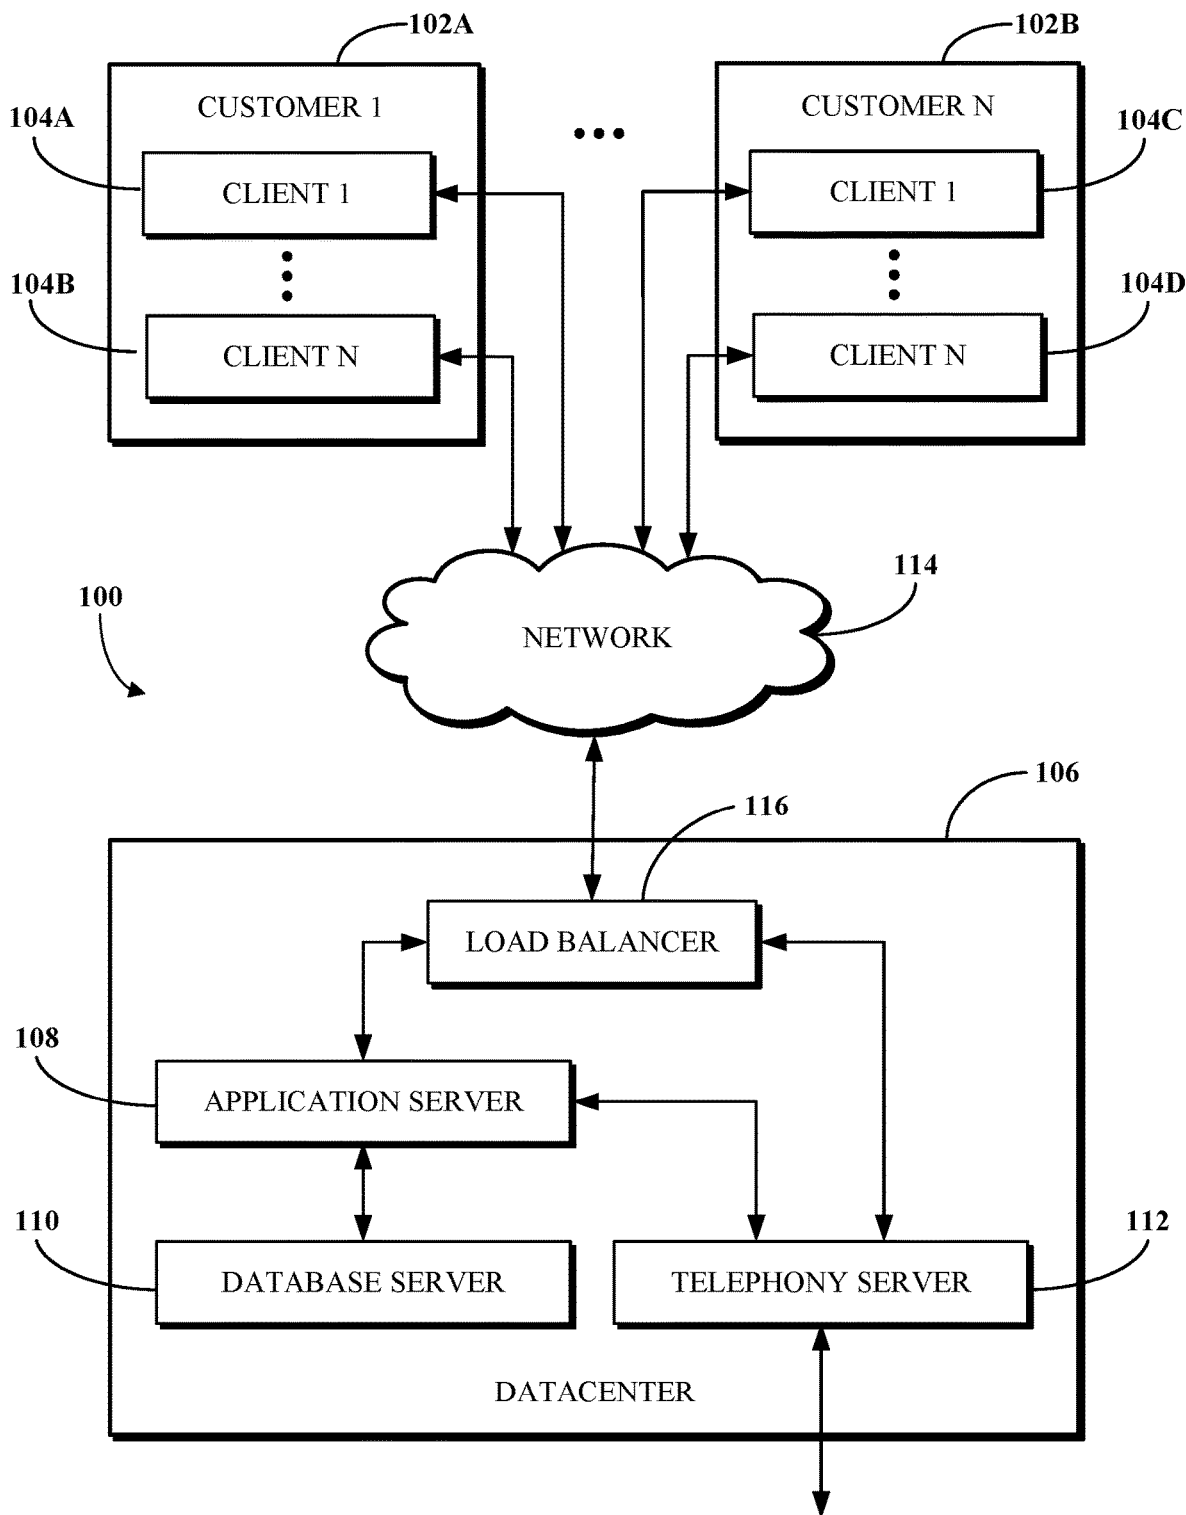 102A
102B
CUSTOMER 1
CUSTOMER N
104A
104C
CLIENT 1
CLIENT 1
104B
104D
CLIENT N
CLIENT N
114
100
NETWORK
106
116
LOAD BALANCER
108
APPLICATION SERVER
110
112
DATABASE SERVER
TELEPHONY SERVER
DATACENTER